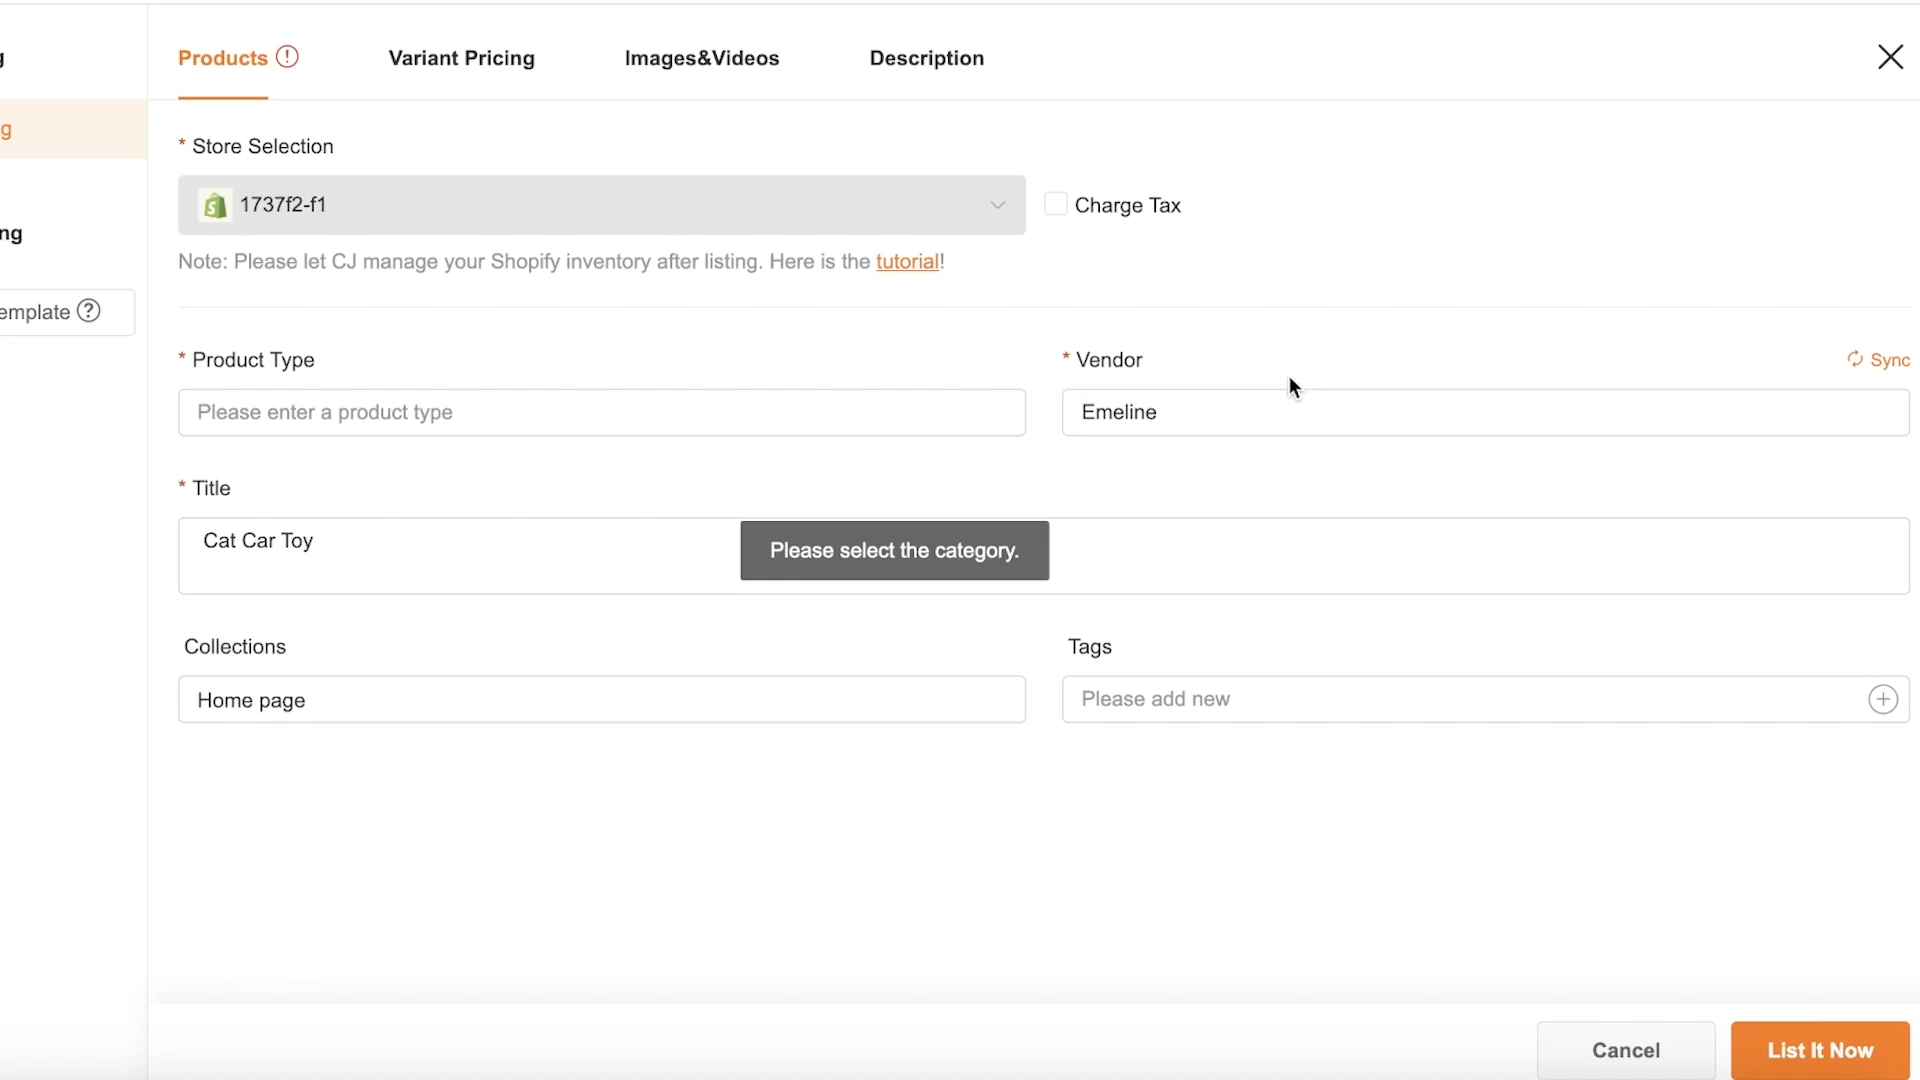 g
Products
Variant Pricing
Images&Videos
Description
g
* Store Selection
1737f2-f1
Charge Tax
Note: Please let CJ manage your Shopify inventory after listing. Here is the tutorial!
ng
emplate ?
* Product Type
* Vendor
Sync
Please enter a product type
Emeline
* Title
Cat Car Toy
Please select the category.
Collections
Tags
Home page
Please add new
Cancel
List It Now